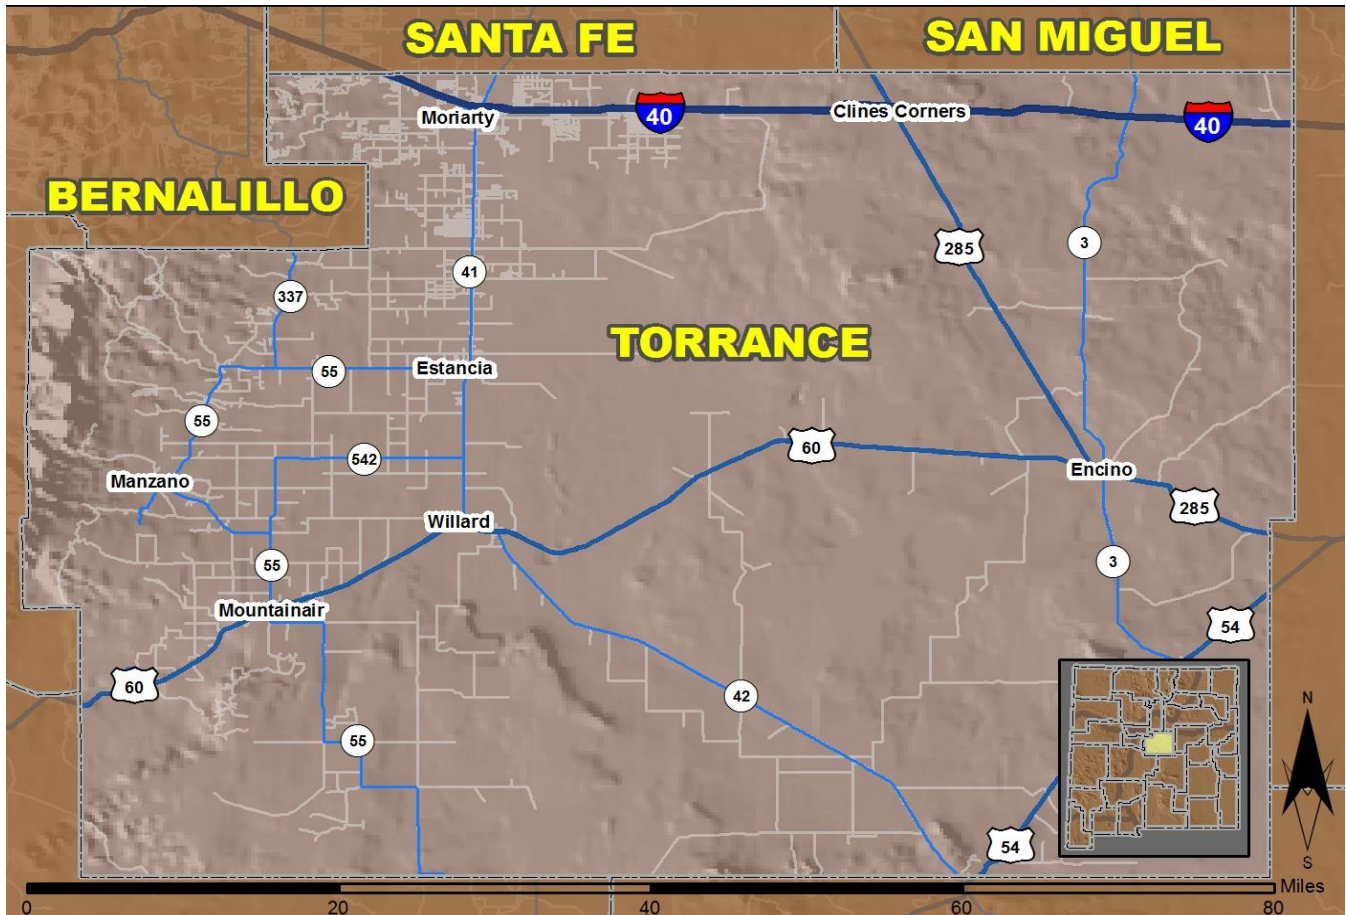 SANTA FE
SAN MIGUEL
Moriarty
40
Clines Corners
40
BERNALILLO
285
3
41
337
TORRANCE
55
Estancia
55
60
542
Encino
Manzano
285
Willard
55
3
Mountainair
54
60
42
55
54
N
S
Miles
0 20 40 60 80